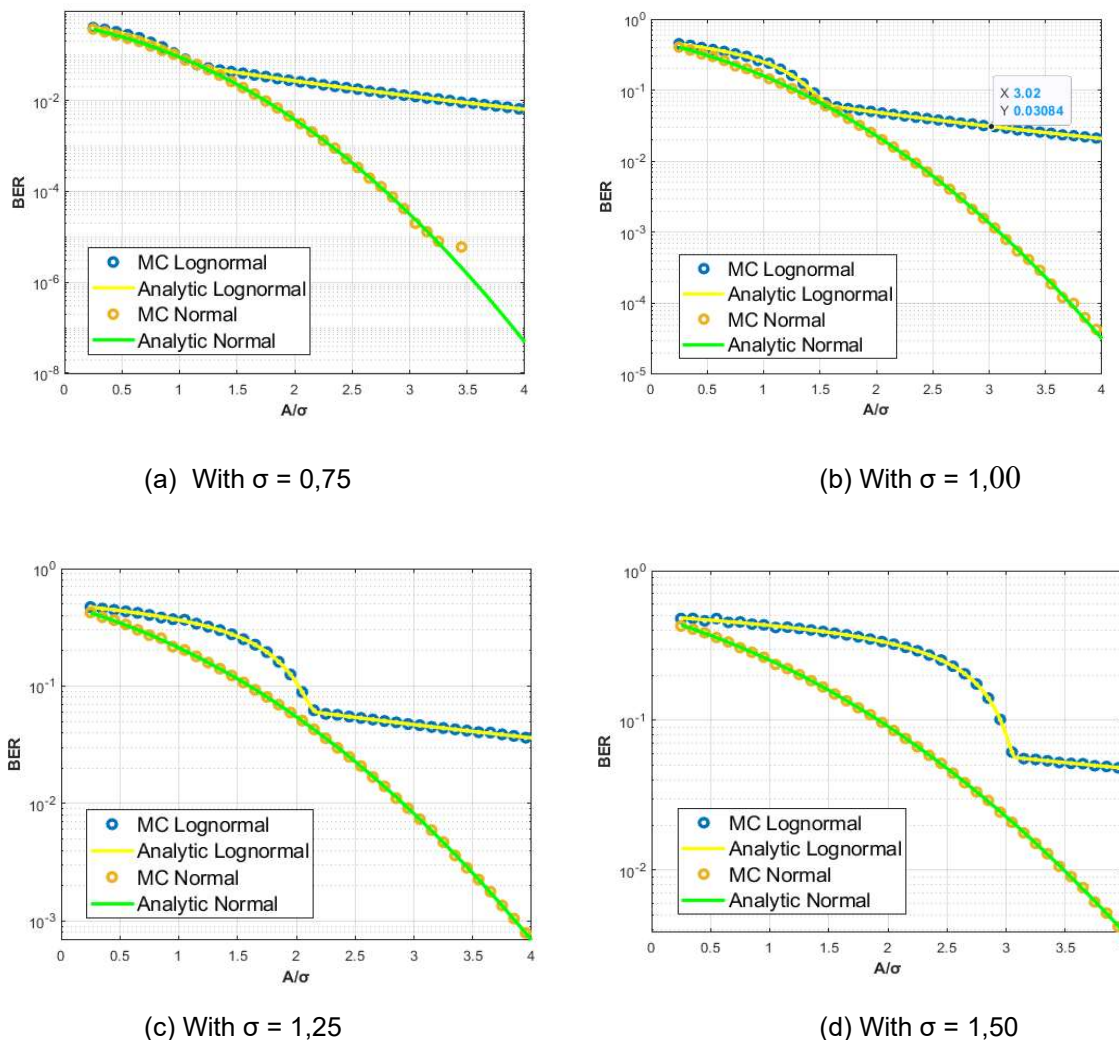 BER
10^-2
10^-4
10^-6
10^-8
MC Lognormal
Analytic Lognormal
MC Normal
Analytic Normal
0 0.5 1 1.5 2 2.5 3 3.5 4
A/σ
(a) With σ = 0,75
BER
10^0
10^-1
10^-2
10^-3
10^-4
10^-5
X 3.02
Y 0.03084
MC Lognormal
Analytic Lognormal
MC Normal
Analytic Normal
0 0.5 1 1.5 2 2.5 3 3.5 4
A/σ
(b) With σ = 1,00
BER
10^0
10^-1
10^-2
10^-3
MC Lognormal
Analytic Lognormal
MC Normal
Analytic Normal
0 0.5 1 1.5 2 2.5 3 3.5 4
A/σ
(c) With σ = 1,25
BER
10^0
10^-1
10^-2
MC Lognormal
Analytic Lognormal
MC Normal
Analytic Normal
0 0.5 1 1.5 2 2.5 3 3.5
A/σ
(d) With σ = 1,50